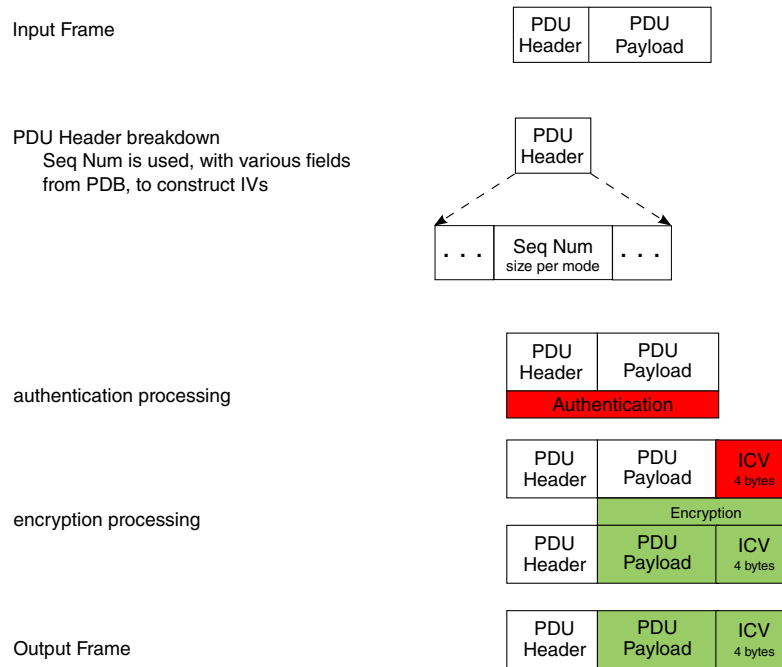 Input Frame
PDU Header
PDU Payload
PDU Header breakdown
Seq Num is used, with various fields
from PDB, to construct IVs
PDU Header
. . .
Seq Num
size per mode
. . .
authentication processing
PDU Header
PDU Payload
Authentication
encryption processing
PDU Header
PDU Payload
ICV
4 bytes
Encryption
PDU Header
PDU Payload
ICV
4 bytes
Output Frame
PDU Header
PDU Payload
ICV
4 bytes